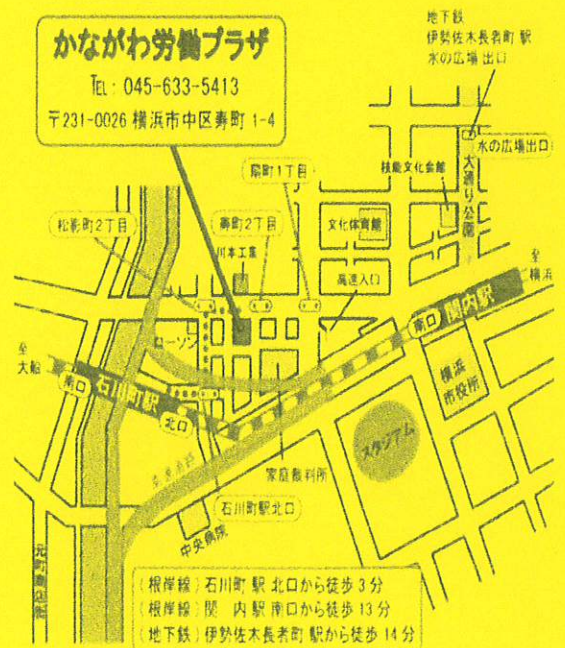 かながわ労働プラザ
TEL: 045-633-5413
〒231-0026 横浜市中区寿町 1-4
地下鉄
伊勢佐木長者町 駅
水の広場 出口
水の広場出口
大通り公園
技能文化会館
扇町1丁目
松影町2丁目
寿町2丁目
文化体育館
川本工業
高速入口
至
横浜
関内駅
南口
ローソン
至
大船
南口
石川町駅
北口
横浜
市役所
スタジアム
家庭裁判所
石川町駅北口
中央病院
元町商店街
(根岸線) 石川町 駅 北口から徒歩 3 分
(根岸線) 関 内 駅 南口から徒歩 13 分
(地下鉄) 伊勢佐木長者町 駅から徒歩 14 分